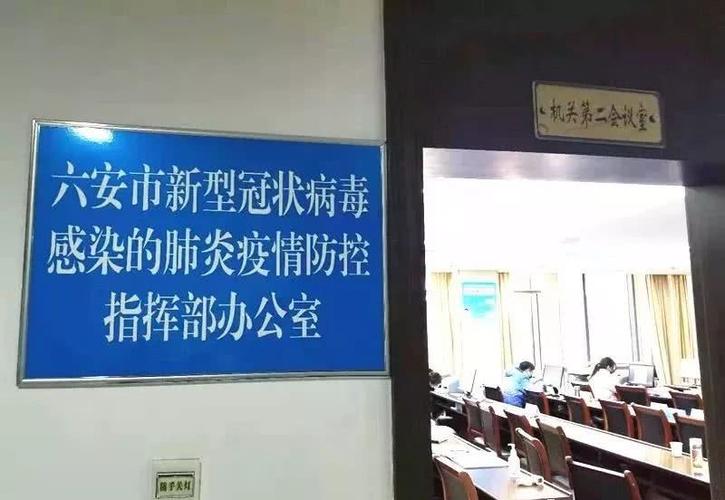 六安市新型冠状病毒
感染的肺炎疫情防控
指挥部办公室
机关第二会议室
随手关灯